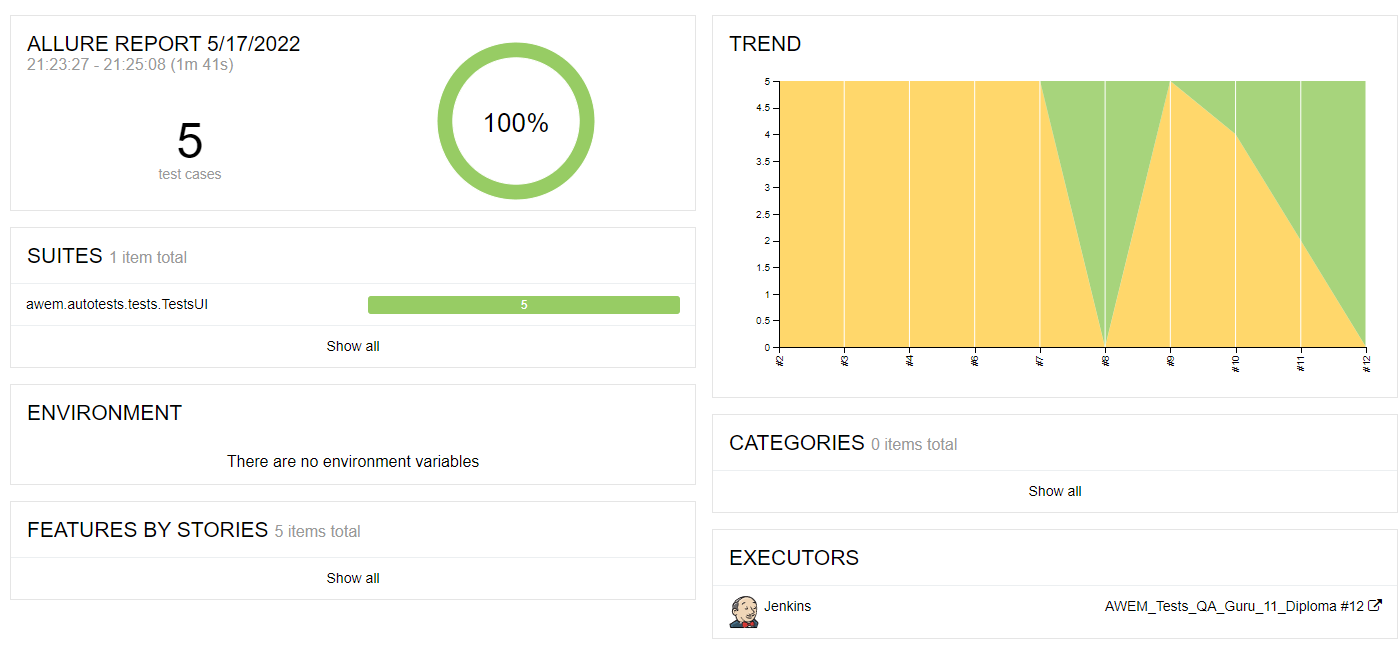 ALLURE REPORT 5/17/2022
21:23:27 - 21:25:08 (1m 41s)
5
test cases
100%
SUITES 1 item total
awem.autotests.tests.TestsUI 5
Show all
ENVIRONMENT
There are no environment variables
FEATURES BY STORIES 5 items total
Show all
TREND
5
4.5
4
3.5
3
2.5
2
1.5
1
0.5
0
#2 #3 #4 #6 #7 #8 #9 #10 #11 #12
CATEGORIES 0 items total
Show all
EXECUTORS
Jenkins AWEM_Tests_QA_Guru_11_Diploma #12